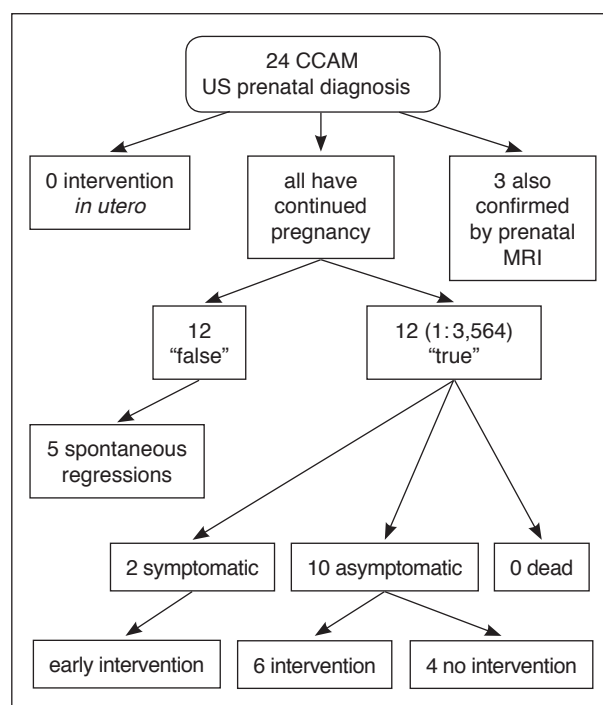 24 CCAM
US prenatal diagnosis
0 intervention
in utero
all have
continued
pregnancy
3 also
confirmed
by prenatal
MRI
12
“false”
12 (1:3,564)
“true”
5 spontaneous
regressions
2 symptomatic
10 asymptomatic
0 dead
early intervention
6 intervention
4 no intervention